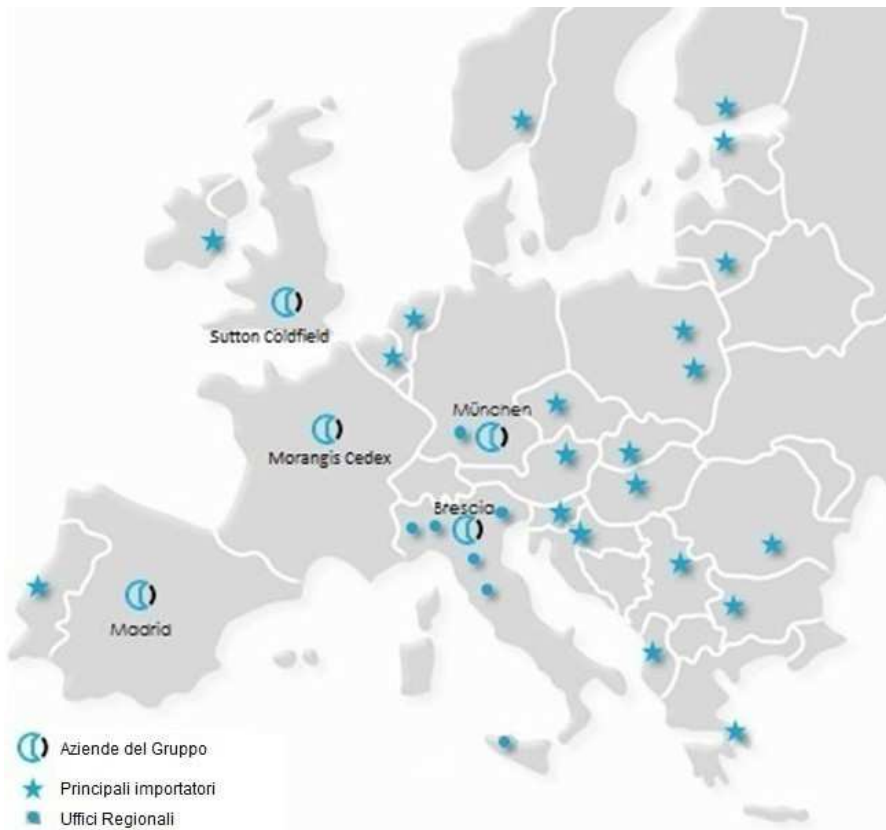 Sutton Coldfield
München
Morangis Cedex
Brescia
Madrid
Aziende del Gruppo
Principali importatori
Uffici Regionali